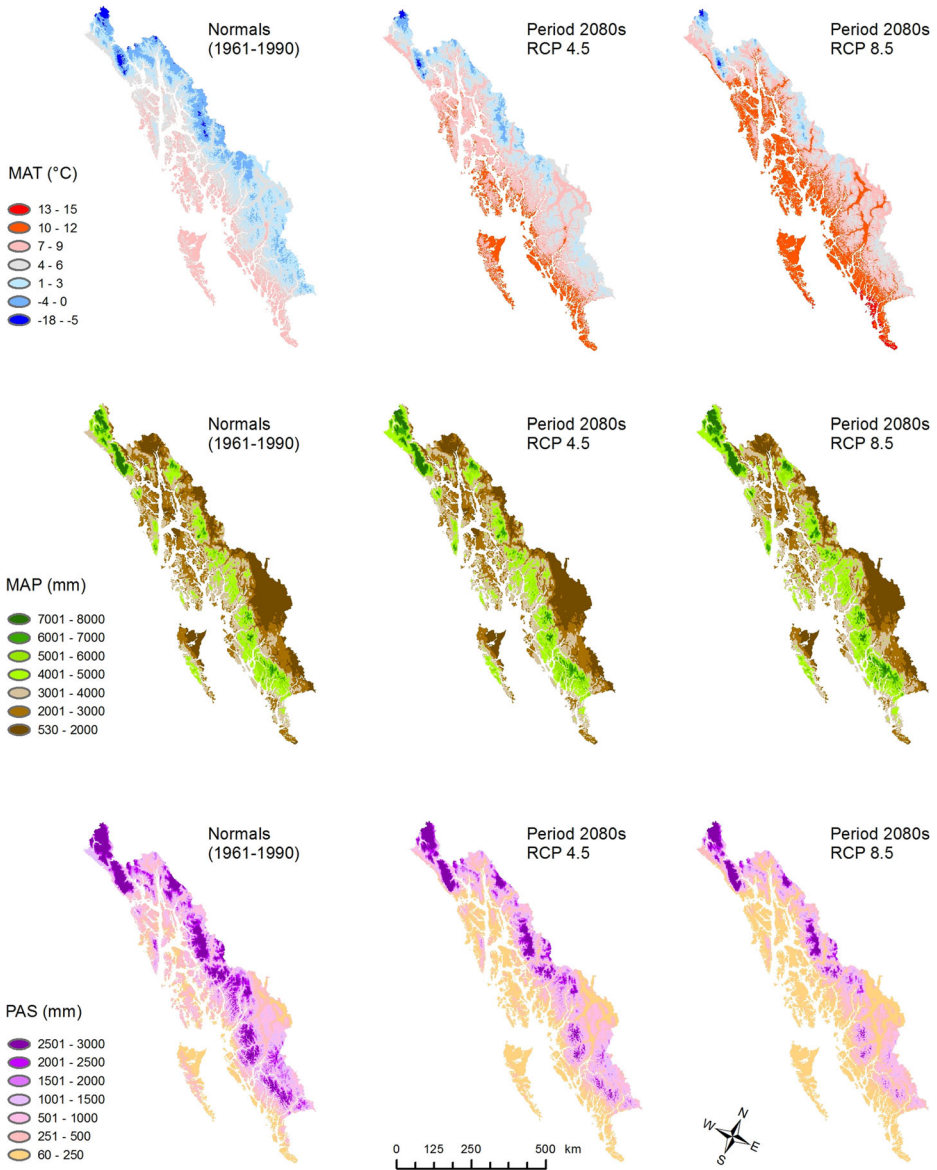 Normals
(1961-1990)
Period 2080s
RCP 4.5
Period 2080s
RCP 8.5
MAT (°C)
13 - 15
10 - 12
7 - 9
4 - 6
1 - 3
-4 - 0
-18 - -5
Normals
(1961-1990)
Period 2080s
RCP 4.5
Period 2080s
RCP 8.5
MAP (mm)
7001 - 8000
6001 - 7000
5001 - 6000
4001 - 5000
3001 - 4000
2001 - 3000
530 - 2000
Normals
(1961-1990)
Period 2080s
RCP 4.5
Period 2080s
RCP 8.5
PAS (mm)
2501 - 3000
2001 - 2500
1501 - 2000
1001 - 1500
501 - 1000
251 - 500
60 - 250
0 125 250 500 km
N
W
E
S